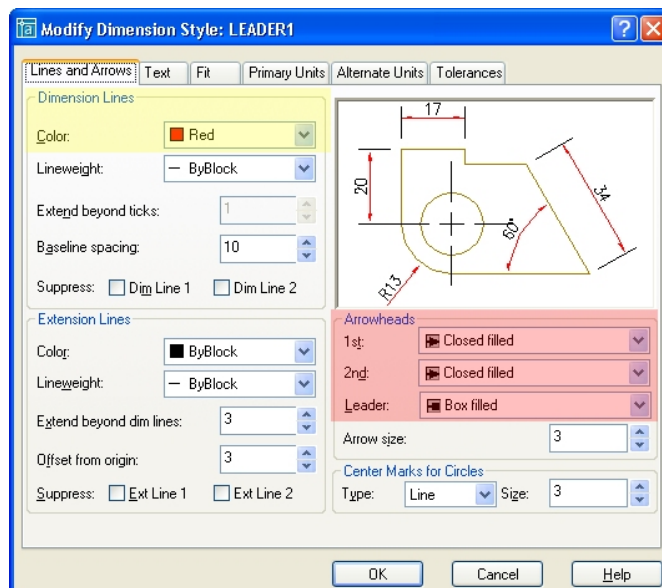 Modify Dimension Style: LEADER1
Lines and Arrows Text Fit Primary Units Alternate Units Tolerances
Dimension Lines
Color: Red
Lineweight: ByBlock
Extend beyond ticks: 1
Baseline spacing: 10
Suppress: Dim Line 1 Dim Line 2
Extension Lines
Color: ByBlock
Lineweight: ByBlock
Extend beyond dim lines: 3
Offset from origin: 3
Suppress: Ext Line 1 Ext Line 2
17
20
34
60°
R13
Arrowheads
1st: Closed filled
2nd: Closed filled
Leader: Box filled
Arrow size: 3
Center Marks for Circles
Type: Line Size: 3
OK Cancel Help